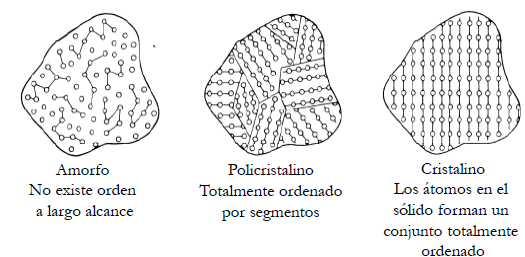 Amorfo
No existe orden
a largo alcance
Policristalino
Totalmente ordenado
por segmentos
Cristalino
Los átomos en el
sólido forman un
conjunto totalmente
ordenado